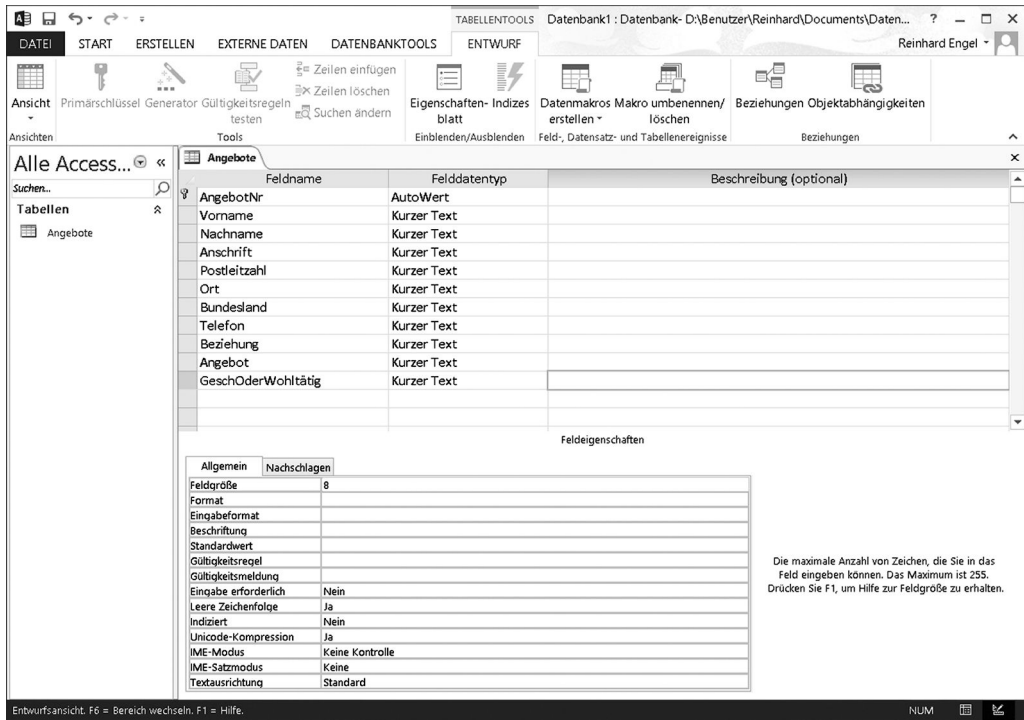 TABELLENTOOLS Datenbank1 : Datenbank- D:\Benutzer\Reinhard\Documents\Daten... ?
DATEI START ERSTELLEN EXTERNE DATEN DATENBANKTOOLS ENTWURF Reinhard Engel
Ansicht
Primärschlüssel Generator Gültigkeitsregeln testen
Zeilen einfügen
Zeilen löschen
Suchen ändern
Eigenschaften-blatt Indizes
Datenmakros erstellen Makro umbenennen/löschen
Beziehungen Objektabhängigkeiten
Ansichten Tools Einblenden/Ausblenden Feld-, Datensatz- und Tabellenereignisse Beziehungen
Alle Access... «
Suchen...
Tabellen
Angebote
Angebote
Feldname Felddatentyp Beschreibung (optional)
AngebotNr AutoWert
Vorname Kurzer Text
Nachname Kurzer Text
Anschrift Kurzer Text
Postleitzahl Kurzer Text
Ort Kurzer Text
Bundesland Kurzer Text
Telefon Kurzer Text
Beziehung Kurzer Text
Angebot Kurzer Text
GeschOderWohltätig Kurzer Text
Feldeigenschaften
Allgemein Nachschlagen
Feldgröße 8
Format
Eingabeformat
Beschriftung
Standardwert
Gültigkeitsregel
Gültigkeitsmeldung
Eingabe erforderlich Nein
Leere Zeichenfolge Ja
Indiziert Nein
Unicode-Kompression Ja
IME-Modus Keine Kontrolle
IME-Satzmodus Keine
Textausrichtung Standard
Die maximale Anzahl von Zeichen, die Sie in das
Feld eingeben können. Das Maximum ist 255.
Drücken Sie F1, um Hilfe zur Feldgröße zu erhalten.
Entwurfsansicht. F6 = Bereich wechseln. F1 = Hilfe. NUM